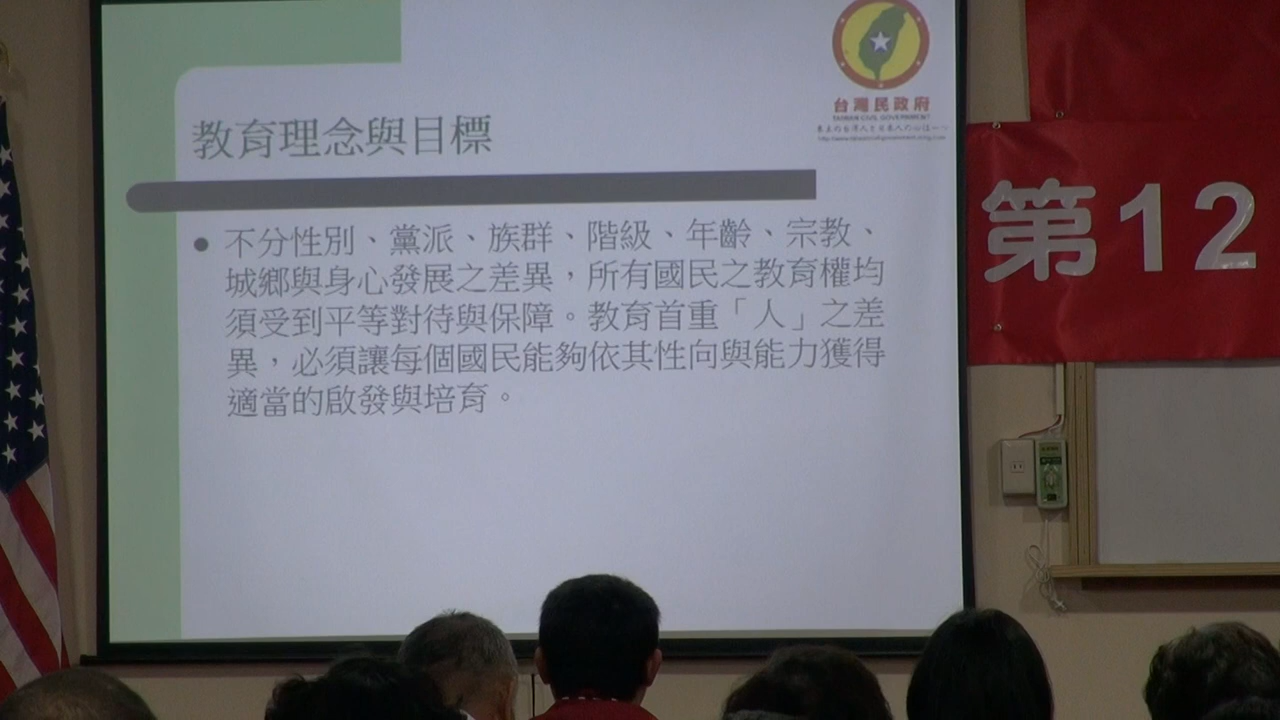 台灣民政府
TAIWAN CIVIL GOVERNMENT
教育理念與目標
第12
● 不分性別、黨派、族群、階級、年齡、宗教、
城鄉與身心發展之差異，所有國民之教育權均
須受到平等對待與保障。教育首重「人」之差
異，必須讓每個國民能夠依其性向與能力獲得
適當的啟發與培育。